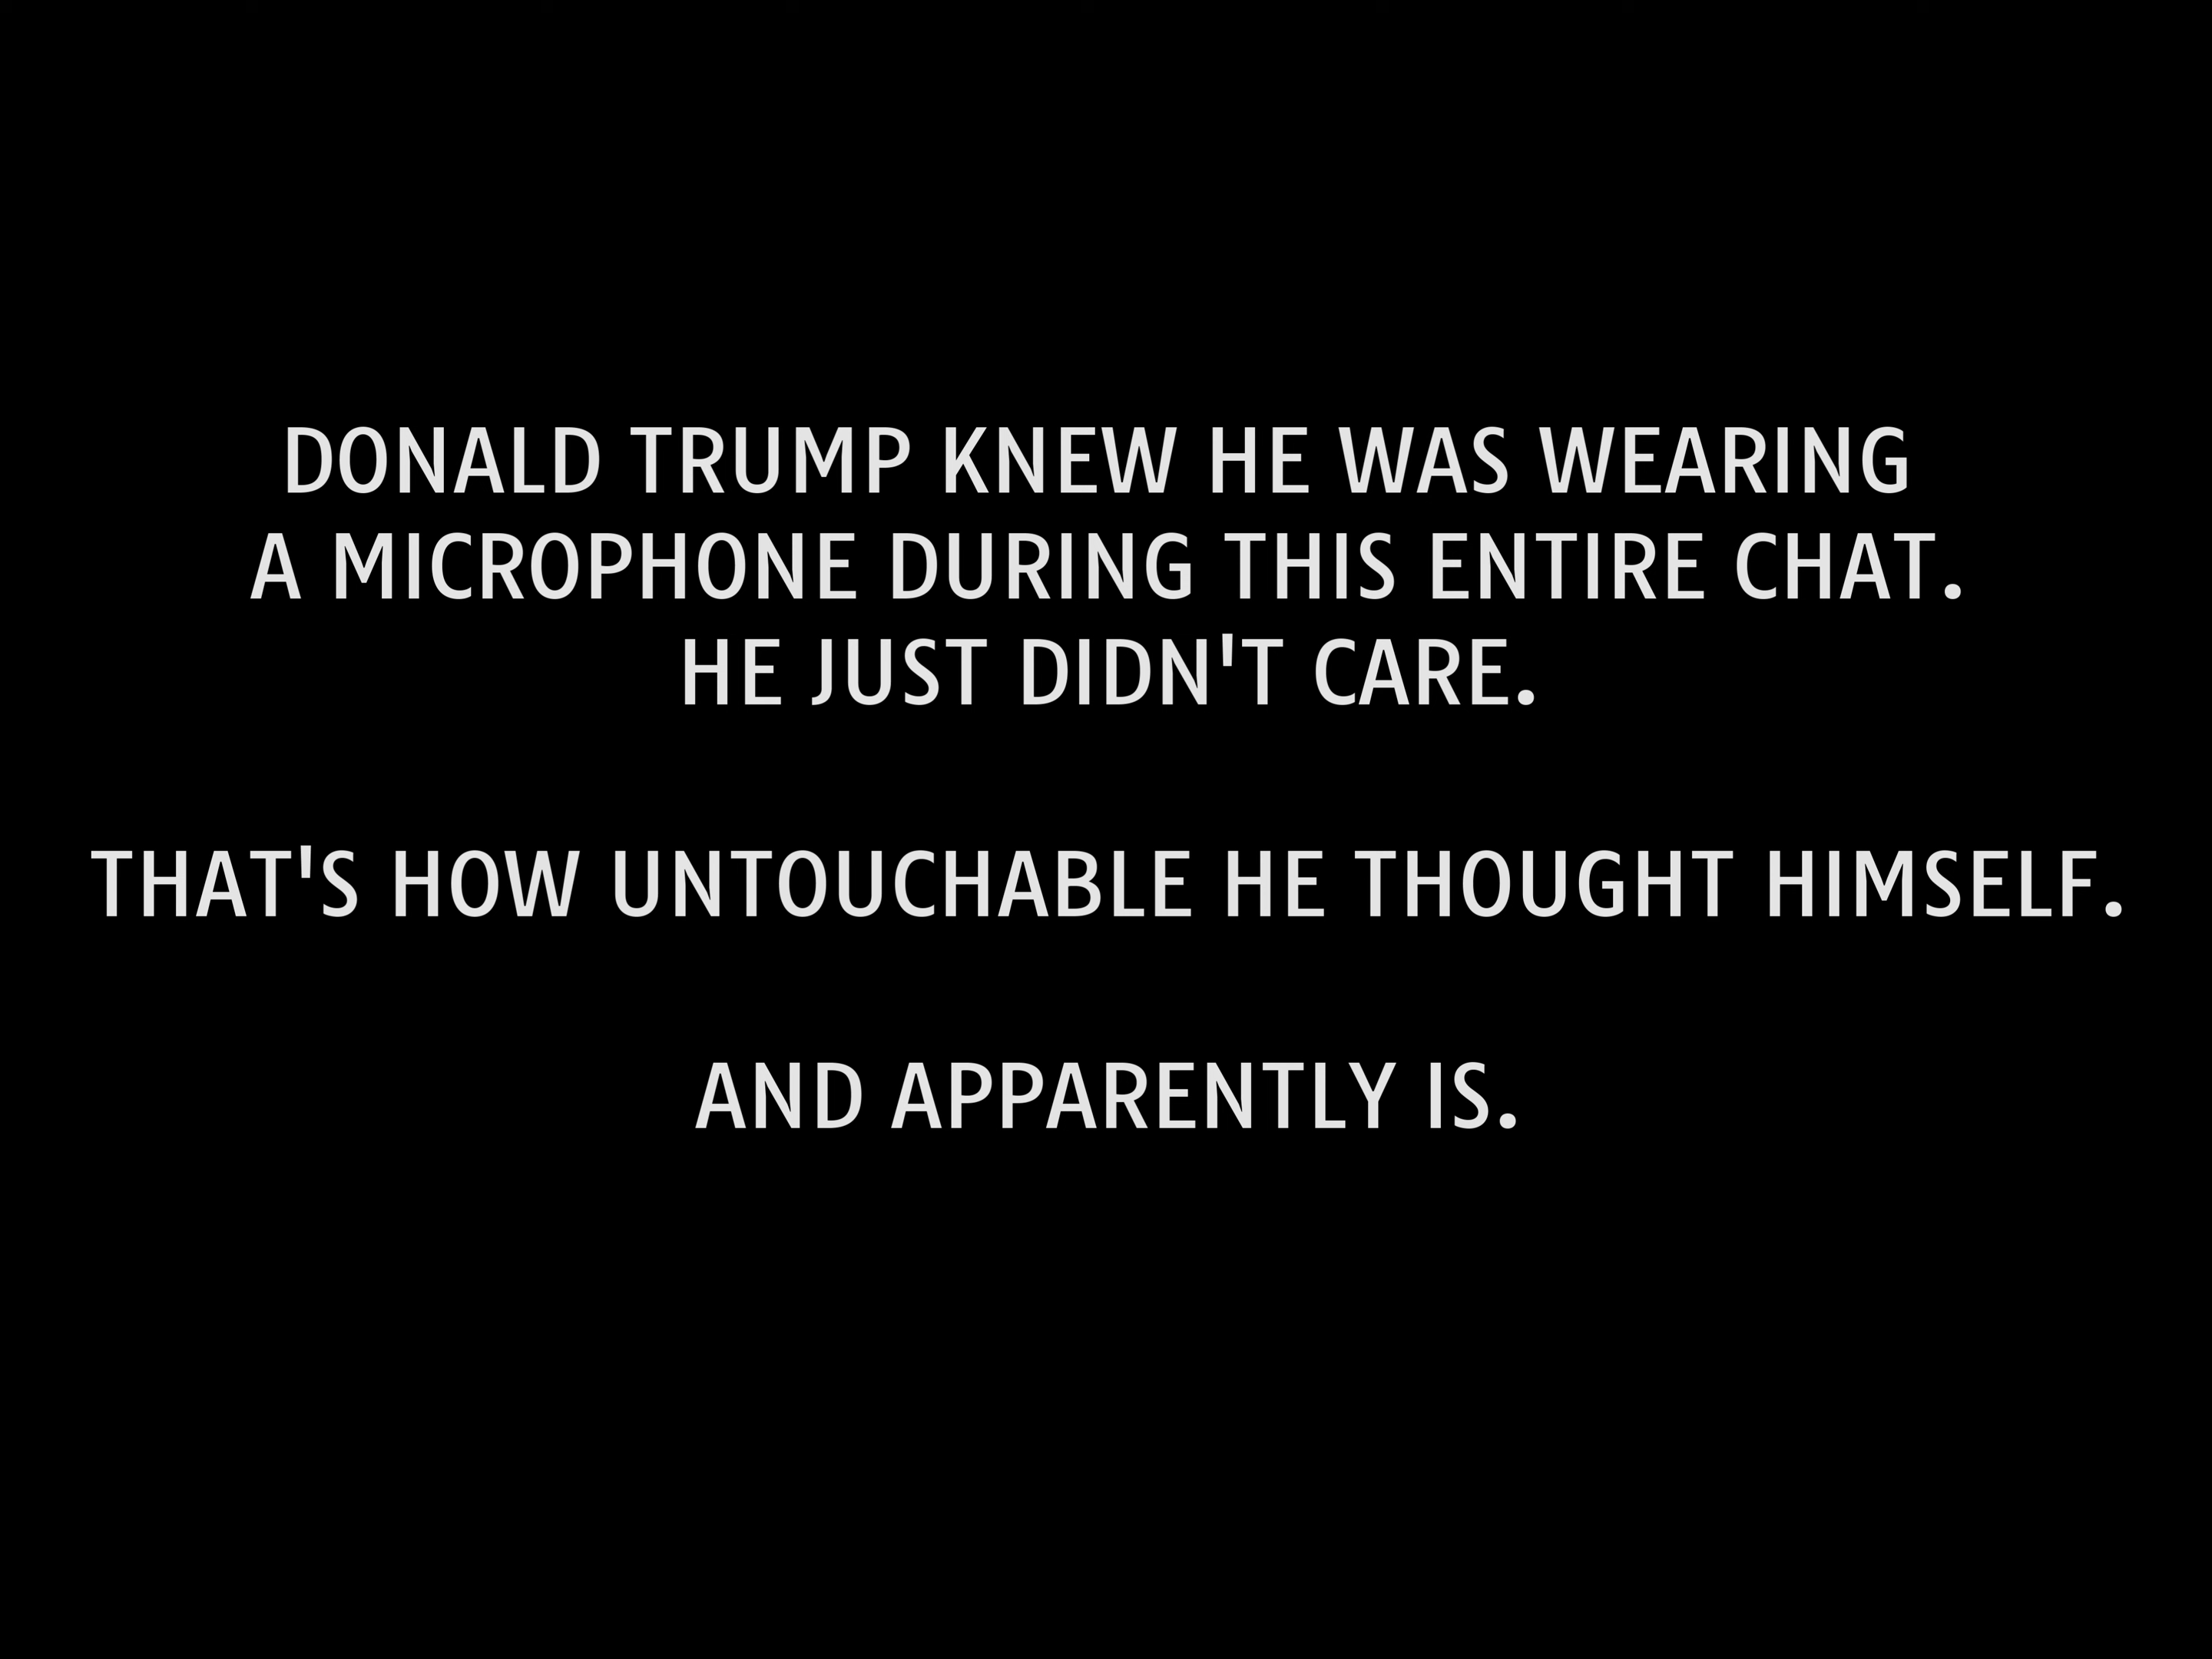 DONALD TRUMP KNEW HE WAS WEARING
A MICROPHONE DURING THIS ENTIRE CHAT.
HE JUST DIDN'T CARE.
THAT'S HOW UNTOUCHABLE HE THOUGHT HIMSELF.
AND APPARENTLY IS.